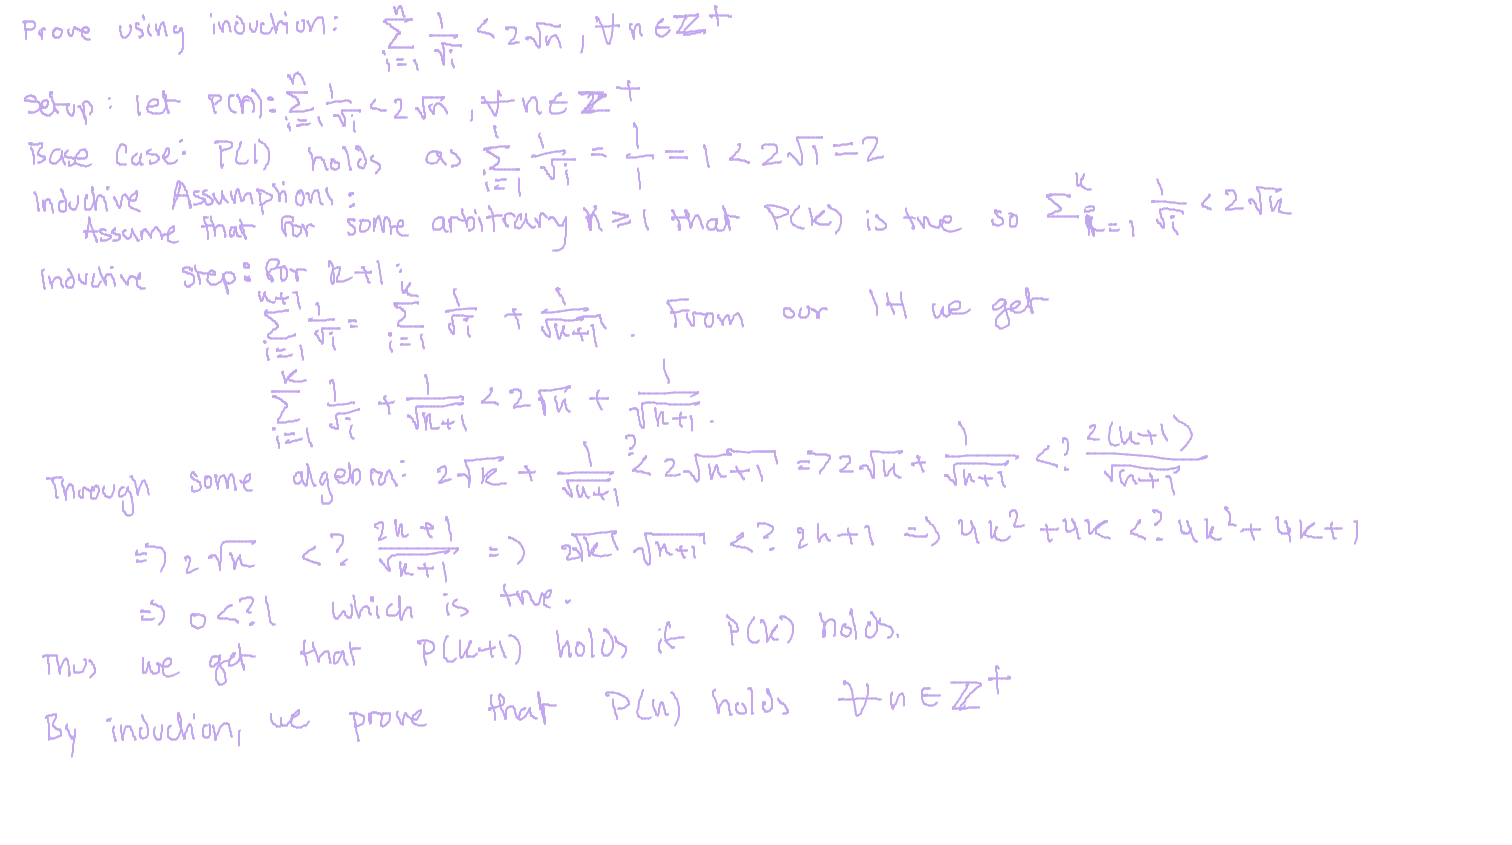 Prove using induction: $\sum_{i=1}^{n} \frac{1}{\sqrt{i}} < 2\sqrt{n}, \forall n \in \mathbb{Z}^+$
Setup: let $P(n): \sum_{i=1}^{n} \frac{1}{\sqrt{i}} < 2\sqrt{n}, \forall n \in \mathbb{Z}^+$
Base Case: P(1) holds as $\sum_{i=1}^{1} \frac{1}{\sqrt{i}} = \frac{1}{1} = 1 < 2\sqrt{1} = 2$
Inductive Assumptions:
Assume that for some arbitrary $k \geq 1$ that P(k) is true so $\sum_{i=1}^{k} \frac{1}{\sqrt{i}} < 2\sqrt{k}$
Inductive step: for k+1:
$\sum_{i=1}^{k+1} \frac{1}{\sqrt{i}} = \sum_{i=1}^{k} \frac{1}{\sqrt{i}} + \frac{1}{\sqrt{k+1}}$. From our IH we get
$\sum_{i=1}^{k} \frac{1}{\sqrt{i}} + \frac{1}{\sqrt{k+1}} < 2\sqrt{k} + \frac{1}{\sqrt{k+1}}$.
Through some algebra: $2\sqrt{k} + \frac{1}{\sqrt{k+1}} \overset{?}{<} 2\sqrt{k+1} \Rightarrow 2\sqrt{k} + \frac{1}{\sqrt{k+1}} <? \frac{2(k+1)}{\sqrt{k+1}}$
$\Rightarrow 2\sqrt{k} <? \frac{2k+1}{\sqrt{k+1}} \Rightarrow 2\sqrt{k}\sqrt{k+1} <? 2k+1 \Rightarrow 4k^2+4k <? 4k^2+4k+1$
$\Rightarrow 0 <? 1$ which is true.
Thus we get that P(k+1) holds if P(k) holds.
By induction, we prove that P(n) holds $\forall n \in \mathbb{Z}^+$